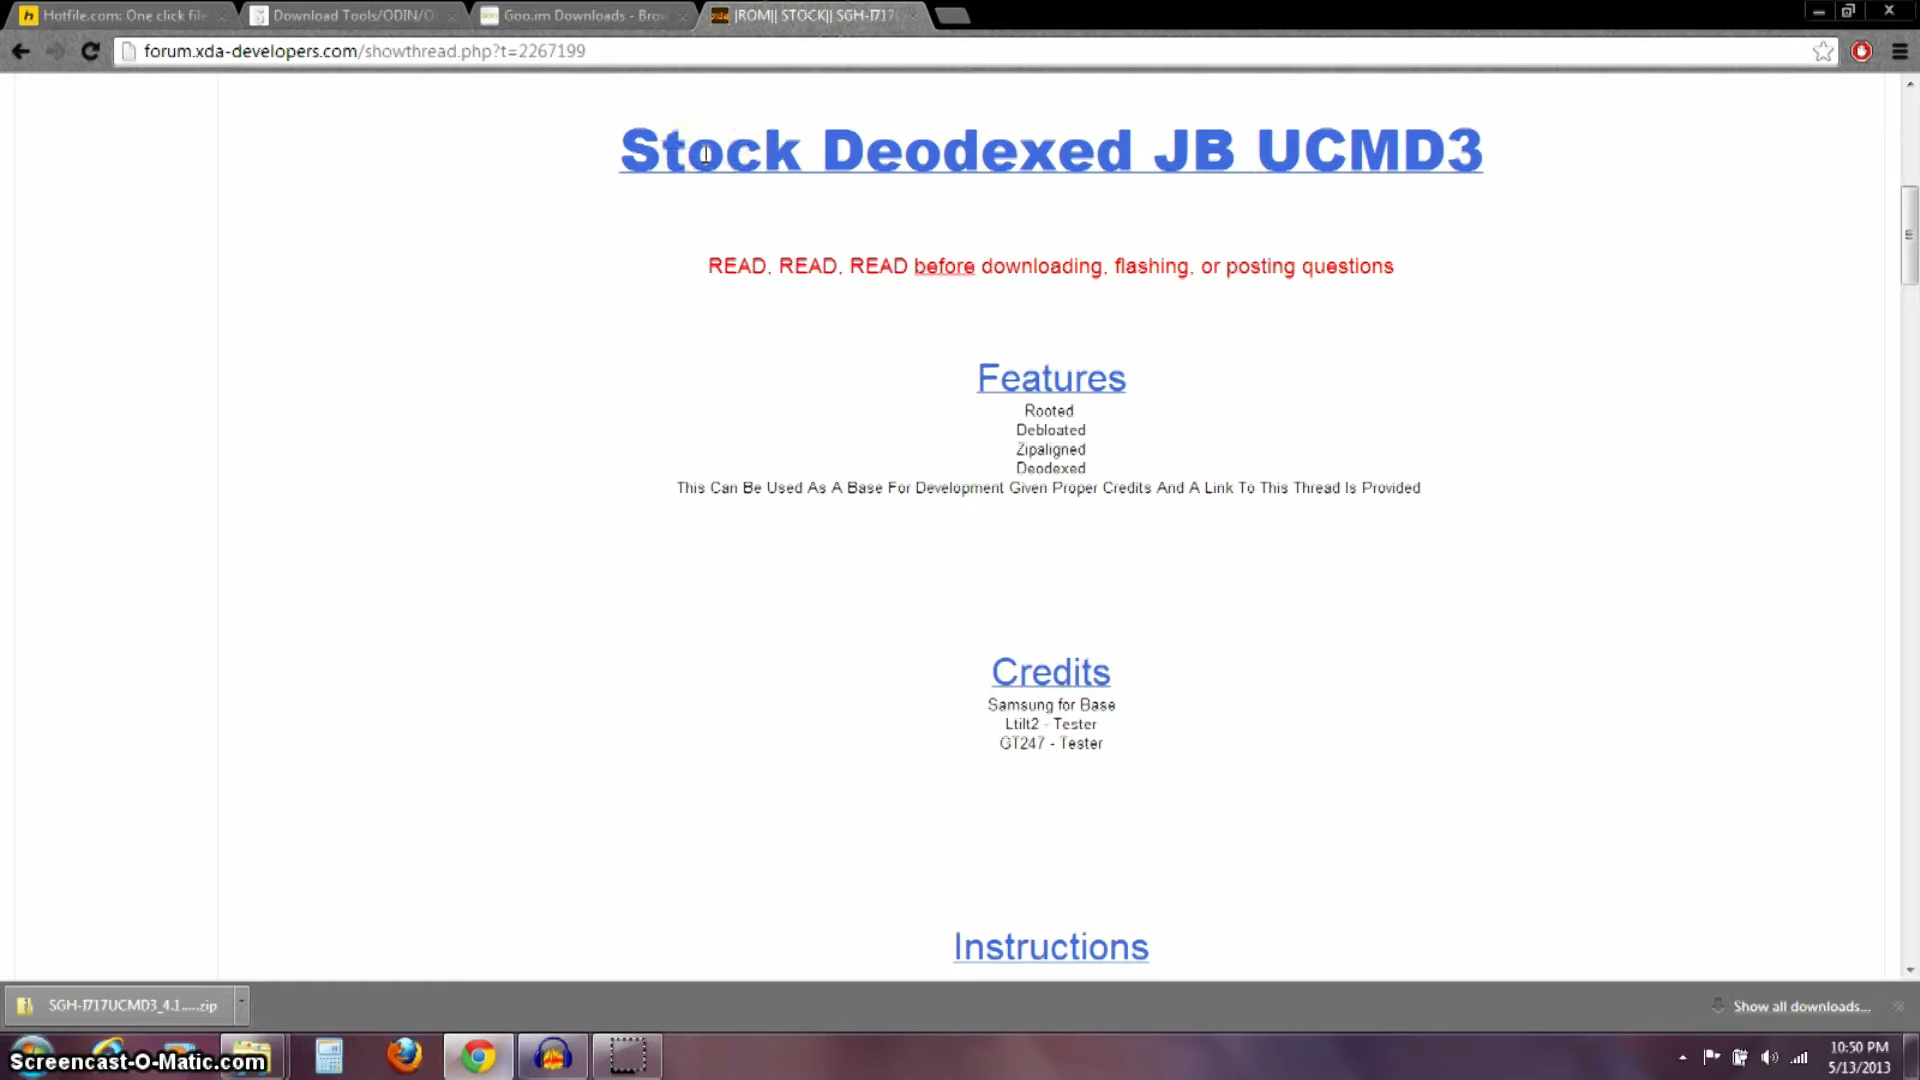 Hotfile.com: One click file
Download Tools/ODIN/O
Goo.im Downloads - Brow
|ROM|| STOCK|| SGH-I717
forum.xda-developers.com/showthread.php?t=2267199
Stock Deodexed JB UCMD3
READ, READ, READ before downloading, flashing, or posting questions
Features
Rooted
Debloated
Zipaligned
Deodexed
This Can Be Used As A Base For Development Given Proper Credits And A Link To This Thread Is Provided
Credits
Samsung for Base
Ltilt2 - Tester
GT247 - Tester
Instructions
SGH-I717UCMD3_4.1.....zip
Show all downloads...
Screencast-O-Matic.com
10:50 PM
5/13/2013